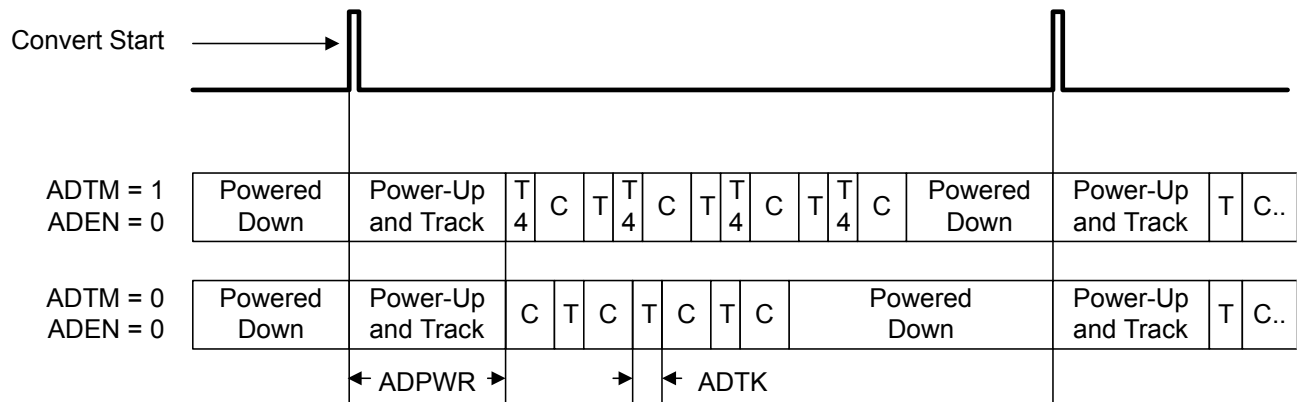 Convert Start
ADTM = 1
ADEN = 0
Powered
Down
Power-Up
and Track
T
4
C
T
T
4
C
T
T
4
C
T
T
4
C
Powered
Down
Power-Up
and Track
T
C..
ADTM = 0
ADEN = 0
Powered
Down
Power-Up
and Track
C
T
C
T
C
T
C
Powered
Down
Power-Up
and Track
T
C..
ADPWR
ADTK